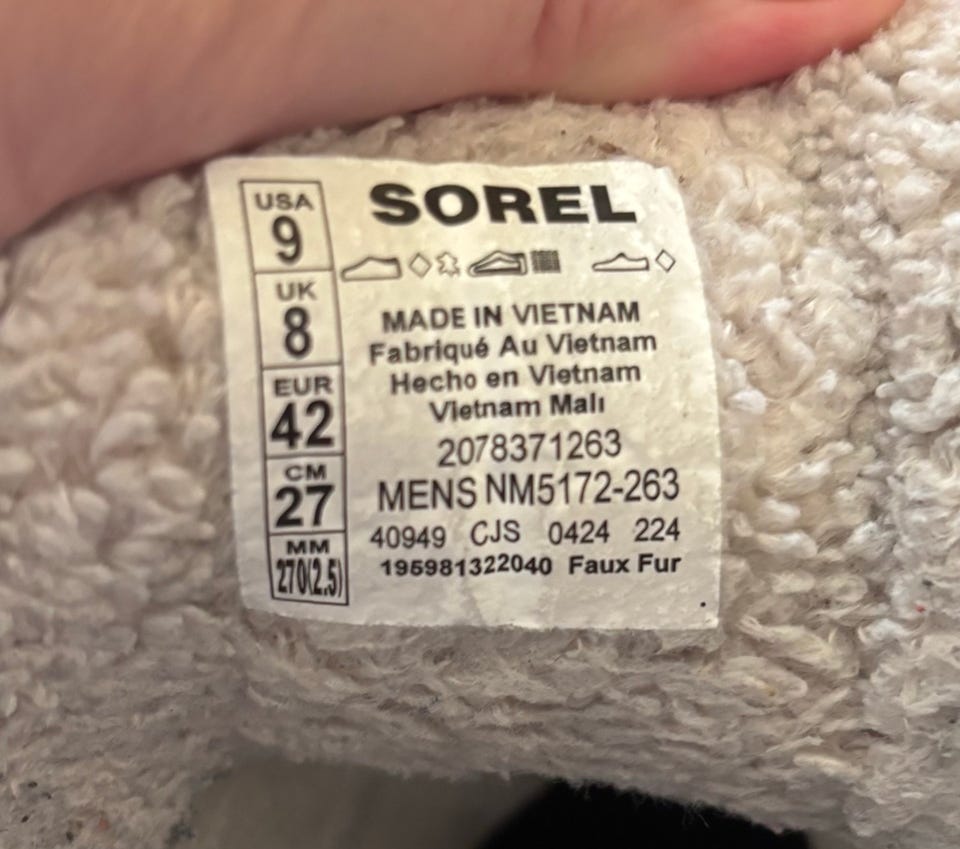 USA
9
UK
8
EUR
42
CM
27
MM
270(2.5)
SOREL
MADE IN VIETNAM
Fabriqué Au Vietnam
Hecho en Vietnam
Vietnam Malı
2078371263
MENS NM5172-263
40949 CJS 0424 224
195981322040 Faux Fur